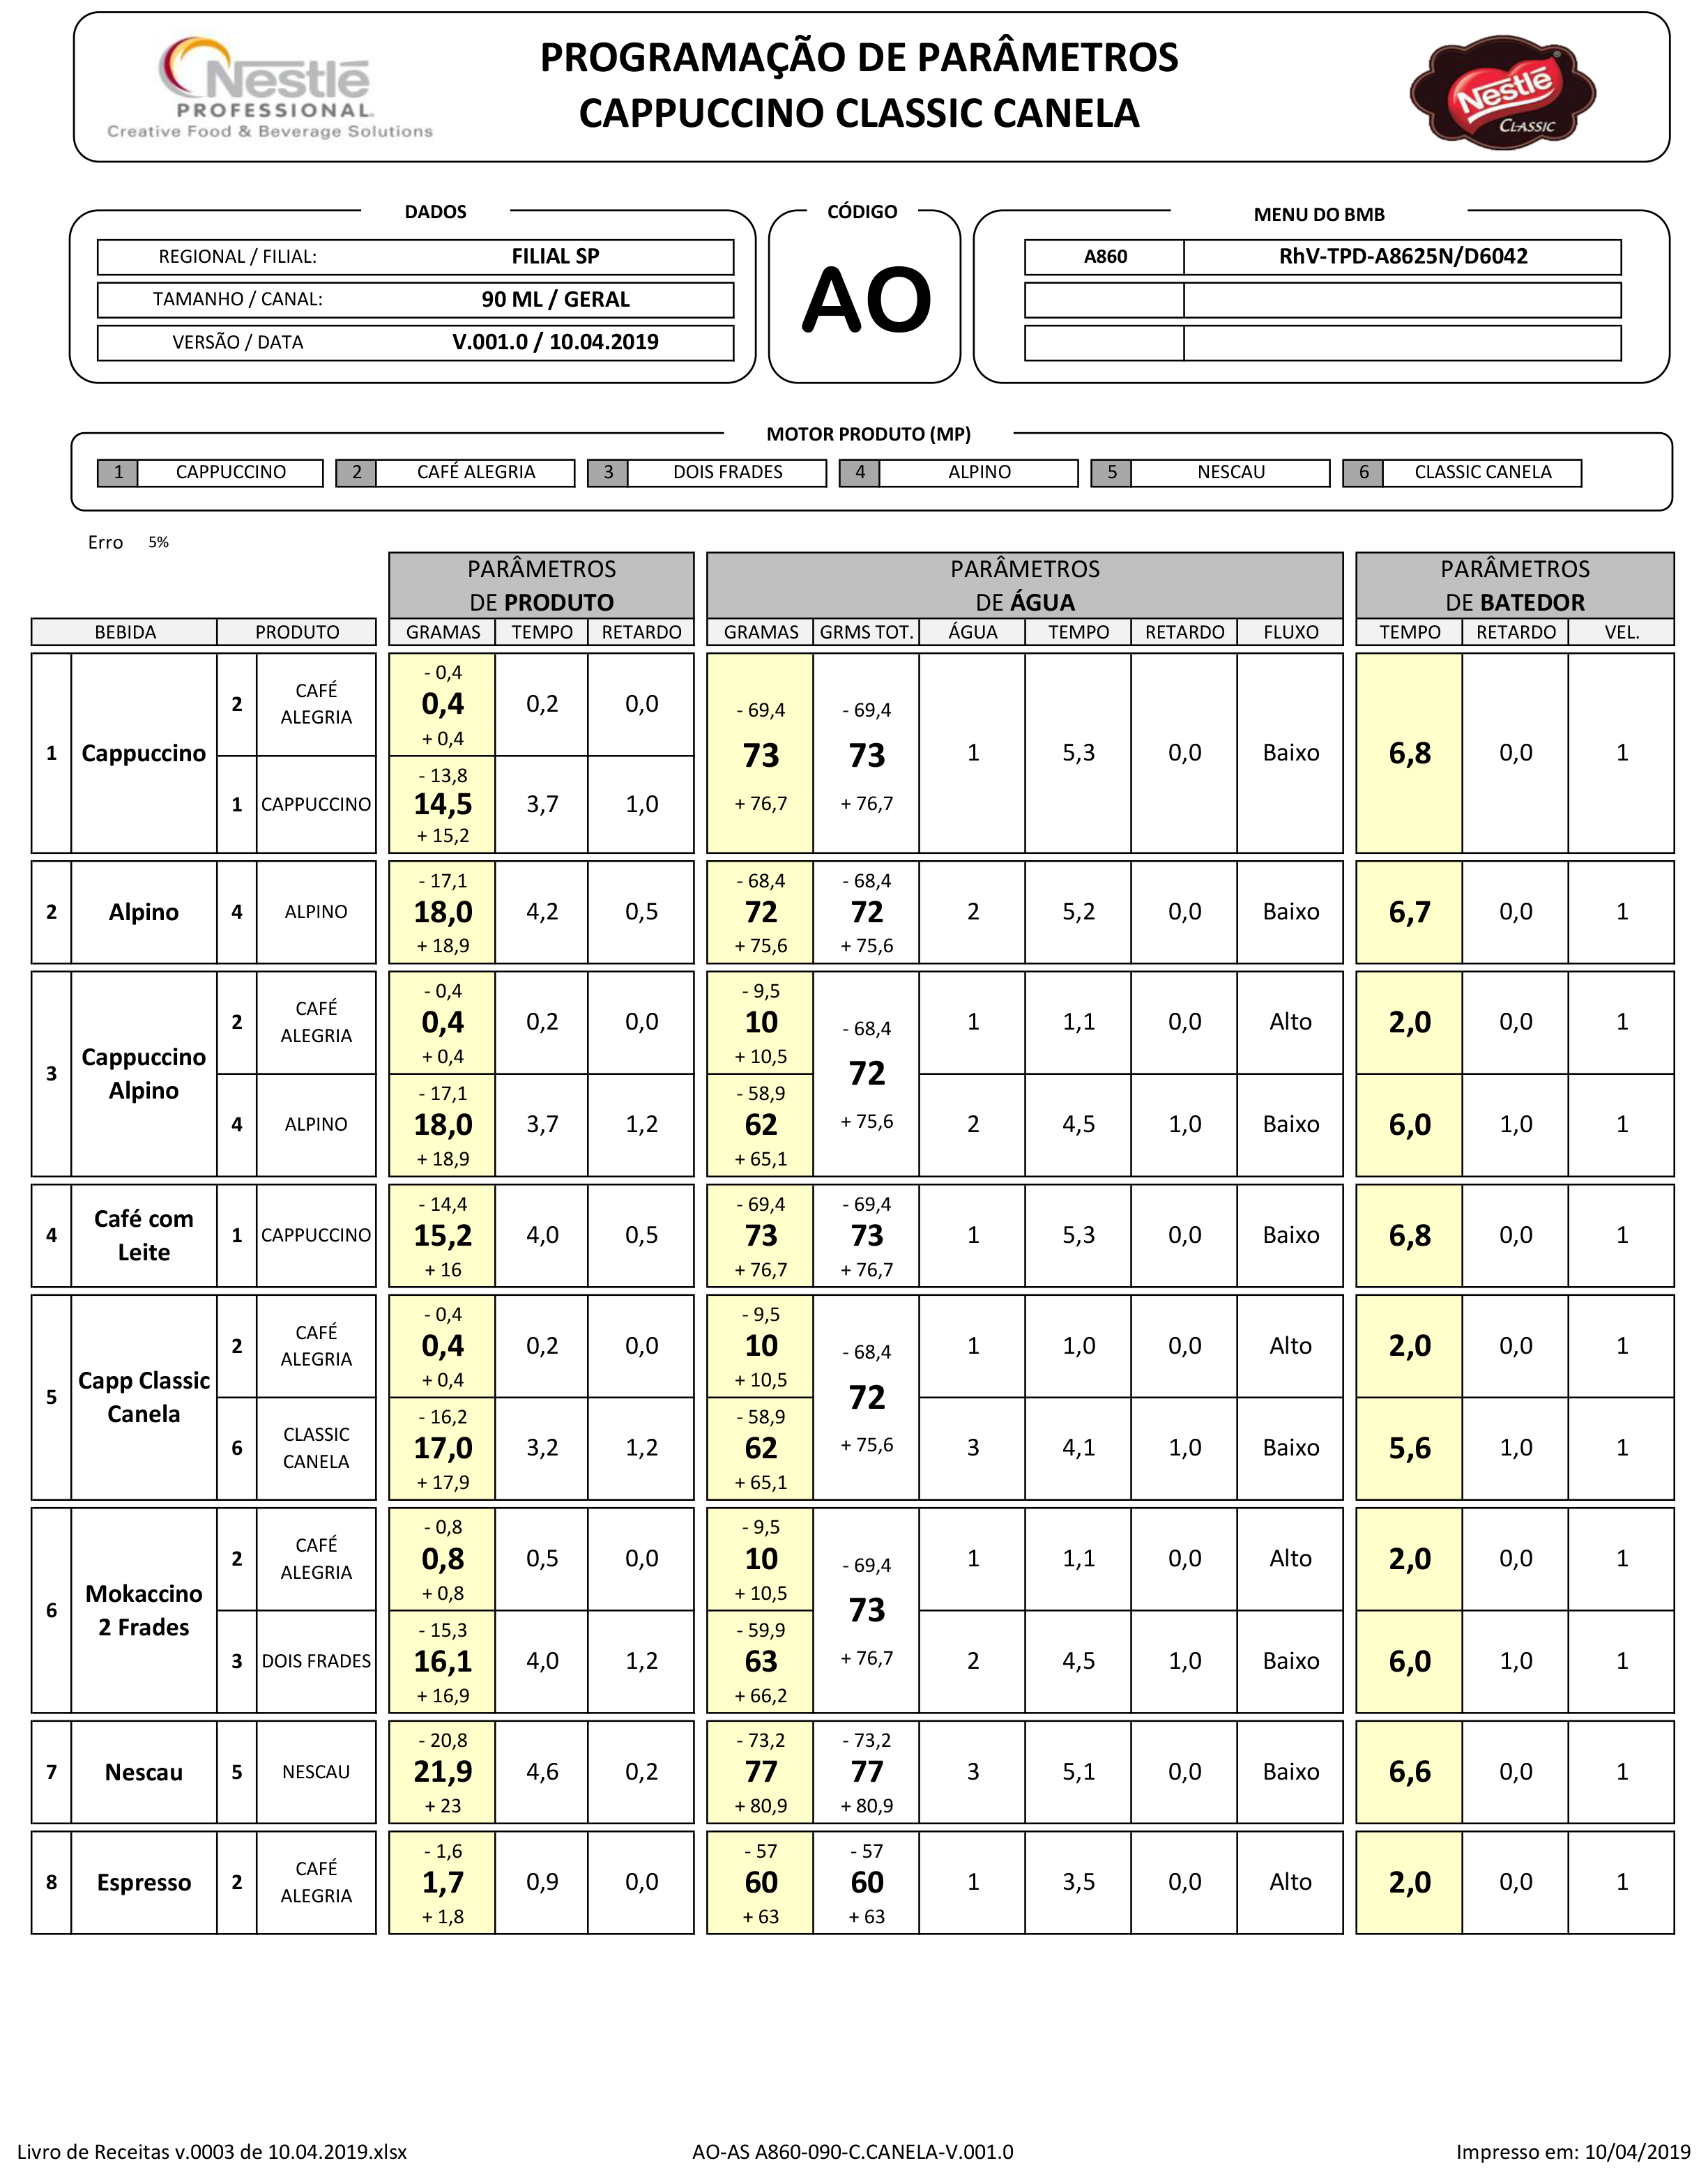 Nestlé
PROFESSIONAL.
Creative Food & Beverage Solutions
PROGRAMAÇÃO DE PARÂMETROS
CAPPUCCINO CLASSIC CANELA
Nestlé
CLASSIC
DADOS
REGIONAL / FILIAL: FILIAL SP
TAMANHO / CANAL: 90 ML / GERAL
VERSÃO / DATA V.001.0 / 10.04.2019
CÓDIGO
AO
MENU DO BMB
A860 RhV-TPD-A8625N/D6042
MOTOR PRODUTO (MP)
1 CAPPUCCINO 2 CAFÉ ALEGRIA 3 DOIS FRADES 4 ALPINO 5 NESCAU 6 CLASSIC CANELA
Erro 5%
PARÂMETROS PARÂMETROS PARÂMETROS
DE PRODUTO DE ÁGUA DE BATEDOR
BEBIDA PRODUTO GRAMAS TEMPO RETARDO GRAMAS GRMS TOT. ÁGUA TEMPO RETARDO FLUXO TEMPO RETARDO VEL.
1 Cappuccino
2 CAFÉ
ALEGRIA
- 0,4
0,4 0,2 0,0
+ 0,4
1 CAPPUCCINO
- 13,8
14,5 3,7 1,0
+ 15,2
- 69,4 - 69,4
73 73 1 5,3 0,0 Baixo 6,8 0,0 1
+ 76,7 + 76,7
- 17,1 - 68,4 - 68,4
2 Alpino 4 ALPINO 18,0 4,2 0,5 72 72 2 5,2 0,0 Baixo 6,7 0,0 1
+ 18,9 + 75,6 + 75,6
3 Cappuccino
Alpino
2 CAFÉ
ALEGRIA
- 0,4 - 9,5
0,4 0,2 0,0 10 1 1,1 0,0 Alto 2,0 0,0 1
+ 0,4 + 10,5
- 68,4
72
+ 75,6
- 17,1 - 58,9
4 ALPINO 18,0 3,7 1,2 62 2 4,5 1,0 Baixo 6,0 1,0 1
+ 18,9 + 65,1
4 Café com
Leite
- 14,4 - 69,4 - 69,4
1 CAPPUCCINO 15,2 4,0 0,5 73 73 1 5,3 0,0 Baixo 6,8 0,0 1
+ 16 + 76,7 + 76,7
5 Capp Classic
Canela
2 CAFÉ
ALEGRIA
- 0,4 - 9,5
0,4 0,2 0,0 10 1 1,0 0,0 Alto 2,0 0,0 1
+ 0,4 + 10,5
- 68,4
72
+ 75,6
6 CLASSIC
CANELA
- 16,2 - 58,9
17,0 3,2 1,2 62 3 4,1 1,0 Baixo 5,6 1,0 1
+ 17,9 + 65,1
6 Mokaccino
2 Frades
2 CAFÉ
ALEGRIA
- 0,8 - 9,5
0,8 0,5 0,0 10 1 1,1 0,0 Alto 2,0 0,0 1
+ 0,8 + 10,5
- 69,4
73
+ 76,7
- 15,3 - 59,9
3 DOIS FRADES 16,1 4,0 1,2 63 2 4,5 1,0 Baixo 6,0 1,0 1
+ 16,9 + 66,2
- 20,8 - 73,2 - 73,2
7 Nescau 5 NESCAU 21,9 4,6 0,2 77 77 3 5,1 0,0 Baixo 6,6 0,0 1
+ 23 + 80,9 + 80,9
8 Espresso 2 CAFÉ
ALEGRIA
- 1,6 - 57 - 57
1,7 0,9 0,0 60 60 1 3,5 0,0 Alto 2,0 0,0 1
+ 1,8 + 63 + 63
Livro de Receitas v.0003 de 10.04.2019.xlsx AO-AS A860-090-C.CANELA-V.001.0 Impresso em: 10/04/2019